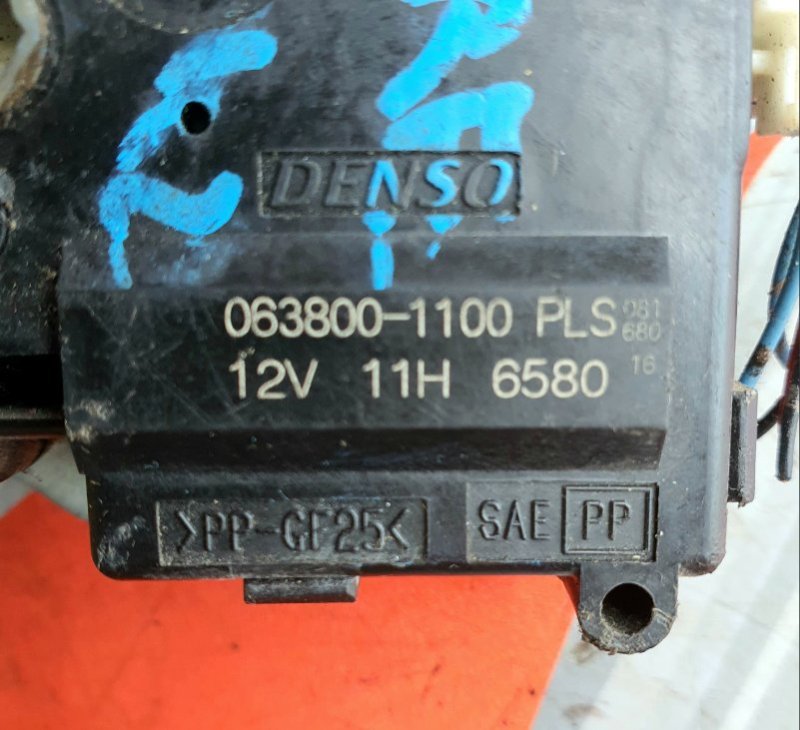 DENSO
063800-1100 PLS 081
680
12V 11H 6580 16
>PP-GF25<
SAE PP